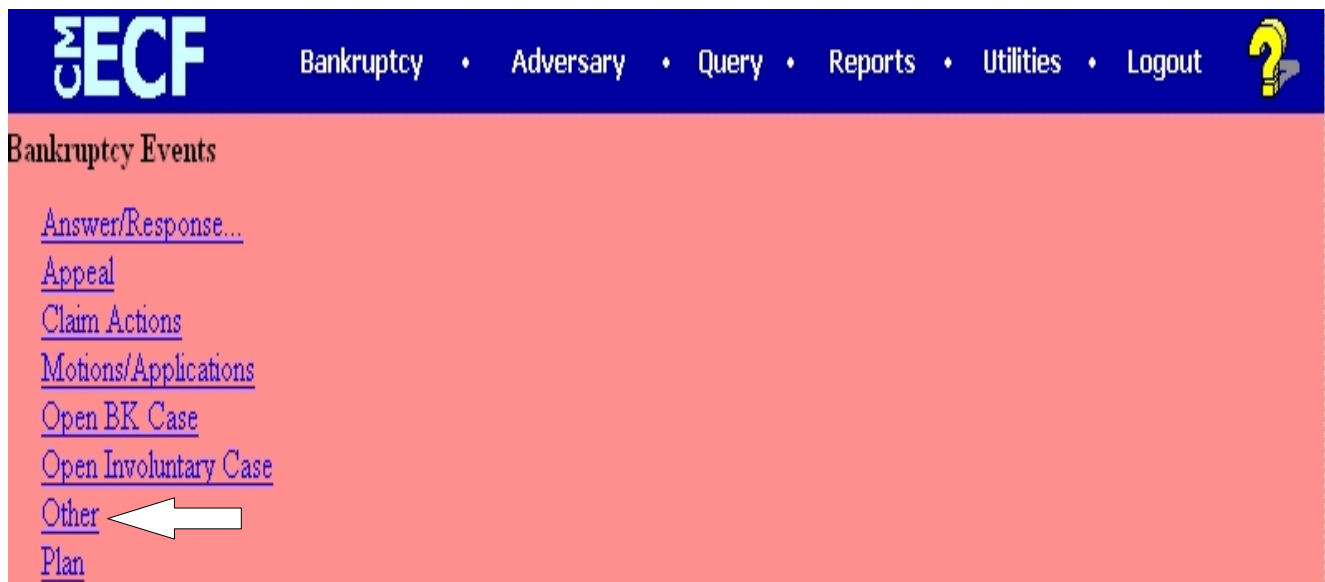 CM ECF Bankruptcy • Adversary • Query • Reports • Utilities • Logout ?
Bankruptcy Events
Answer/Response...
Appeal
Claim Actions
Motions/Applications
Open BK Case
Open Involuntary Case
Other
Plan